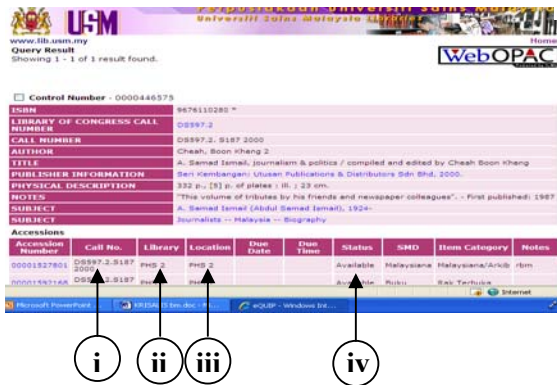 Perpustakaan Universiti Sains Malaysia
Universiti Sains Malaysia Libraries
USM
www.lib.usm.my
Home
Query Result
Showing 1 - 1 of 1 result found.
WebOPAC
Control Number - 0000446575
ISBN 9676110280 "
LIBRARY OF CONGRESS CALL NUMBER DS597.2
CALL NUMBER DS597.2. S187 2000
AUTHOR Cheah, Boon Kheng 2
TITLE A. Samad Ismail, journalism & politics / compiled and edited by Cheah Boon Kheng
PUBLISHER INFORMATION Seri Kembangan: Utusan Publications & Distributors Sdn Bhd, 2000.
PHYSICAL DESCRIPTION 332 p., [5] p. of plates : ill. ; 23 cm.
NOTES "This volume of tributes by his friends and newspaper colleagues". - First published: 1987
SUBJECT A. Samad Ismail (Abdul Samad Ismail), 1924-
SUBJECT Journalists -- Malaysia -- Biography
Accessions
Accession Number Call No. Library Location Due Date Due Time Status SMD Item Category Notes
00001527801 DS597.2.S187 2000 PHS 2 PHS 2 Available Malaysiana Malaysiana/Arkib rbm
DS597.2.S187 Available Buku Rak Terbuka
Internet
Microsoft PowerPoint ... eQUIP - Windows Int...
i ii iii iv